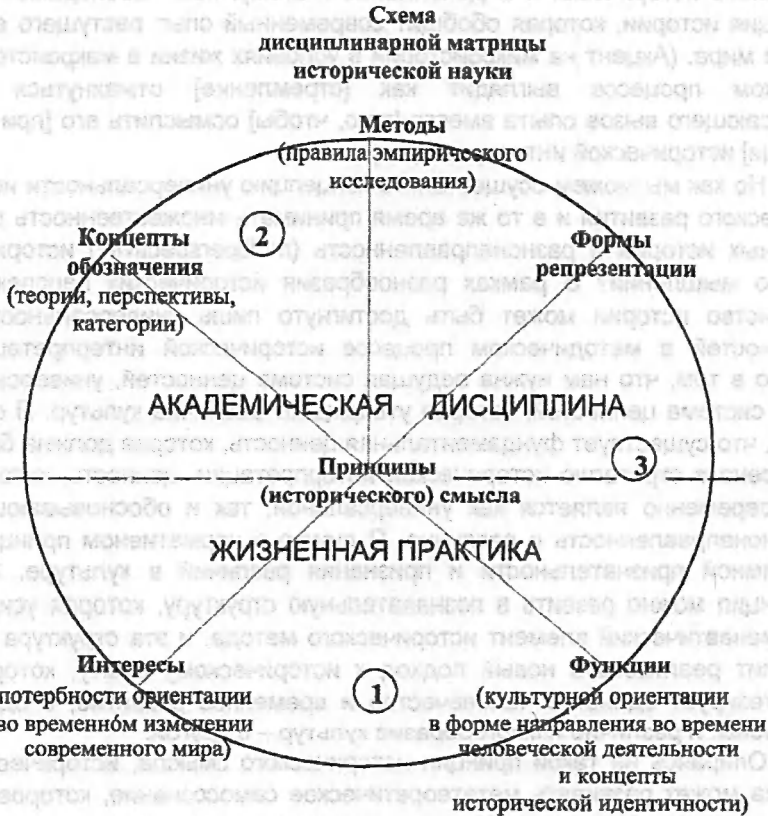 Схема
дисциплинарной матрицы
исторической науки
Методы
(правила эмпирического
исследования)
2
Концепты
обозначения
(теории, перспективы,
категории)
Формы
репрезентации
АКАДЕМИЧЕСКАЯ ДИСЦИПЛИНА
3
Принципы
(исторического) смысла
ЖИЗНЕННАЯ ПРАКТИКА
Интересы
потербности ориентации
во временном изменении
современного мира)
1
Функции
(культурной ориентации
в форме направления во времени
человеческой деятельности
и концепты
исторической идентичности)